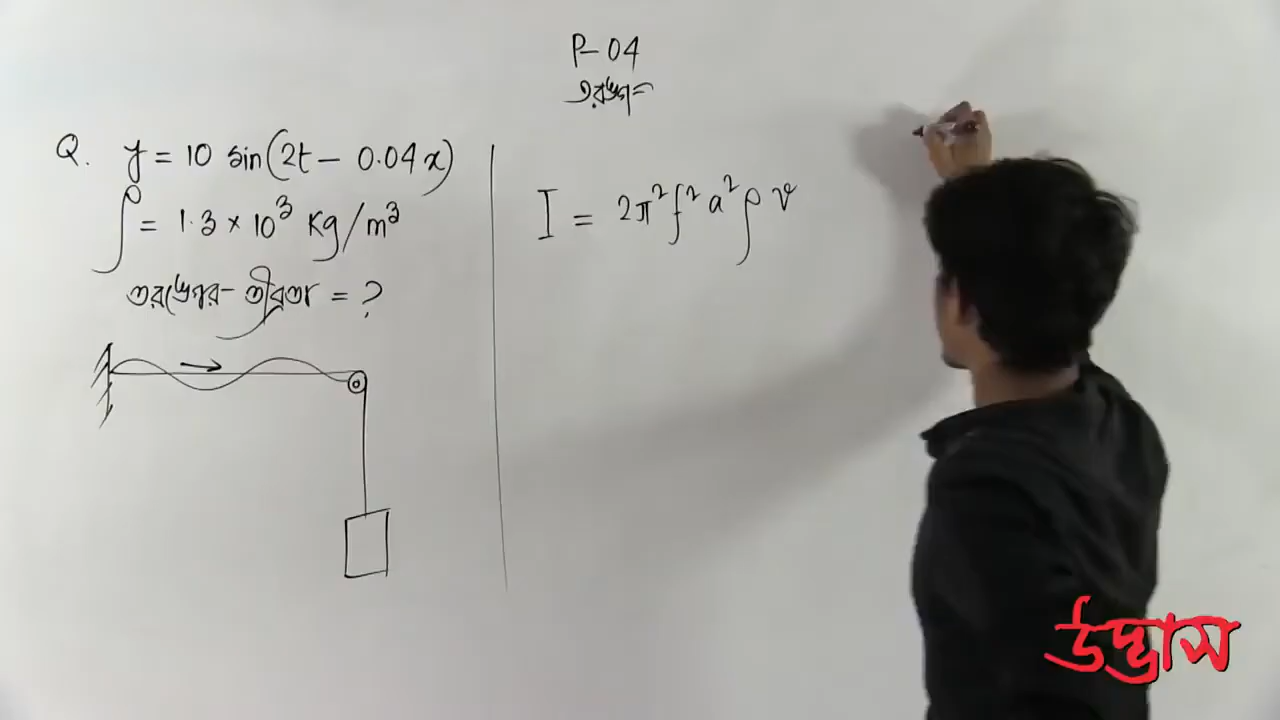 P-04
তরঙ্গ
Q. y = 10 sin(2t - 0.04x)
ρ = 1.3 × 10³ Kg/m³
তরঙ্গের তীব্রতা = ?
I = 2π²f²a²ρv
উদ্ভাস